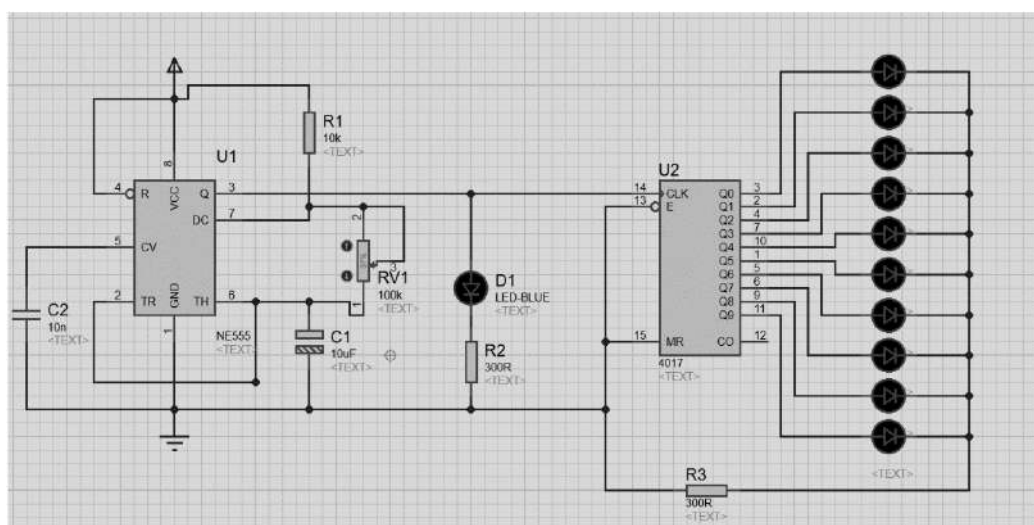 R1
10k
<TEXT>
U1
8
VCC
4
R
Q
3
DC
7
5
CV
2
TR
GND
TH
6
1
NE555
<TEXT>
C2
10n
<TEXT>
2
3
1
RV1
100k
<TEXT>
C1
10uF
<TEXT>
D1
LED-BLUE
<TEXT>
R2
300R
<TEXT>
U2
14
CLK
13
E
15
MR
Q0
3
Q1
2
Q2
4
Q3
7
Q4
10
Q5
1
Q6
5
Q7
6
Q8
9
Q9
11
CO
12
4017
<TEXT>
<TEXT>
R3
300R
<TEXT>